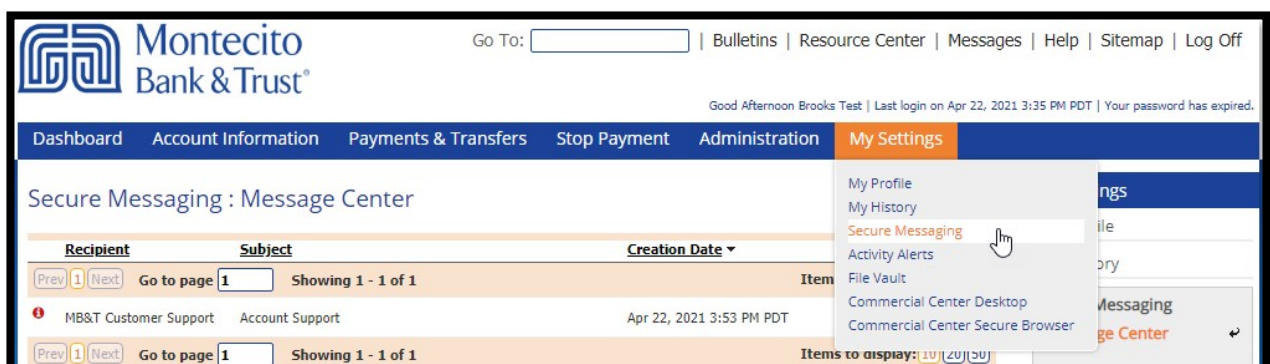 Montecito
Bank & Trust®
Go To: | Bulletins | Resource Center | Messages | Help | Sitemap | Log Off
Good Afternoon Brooks Test | Last login on Apr 22, 2021 3:35 PM PDT | Your password has expired.
Dashboard Account Information Payments & Transfers Stop Payment Administration My Settings
Secure Messaging : Message Center
My Profile
My History
Secure Messaging
Activity Alerts
File Vault
Commercial Center Desktop
Commercial Center Secure Browser
Recipient Subject Creation Date
Prev 1 Next Go to page 1 Showing 1 - 1 of 1
MB&T Customer Support Account Support Apr 22, 2021 3:53 PM PDT
Prev 1 Next Go to page 1 Showing 1 - 1 of 1 Items to display: 10 20 50
Messaging
Center